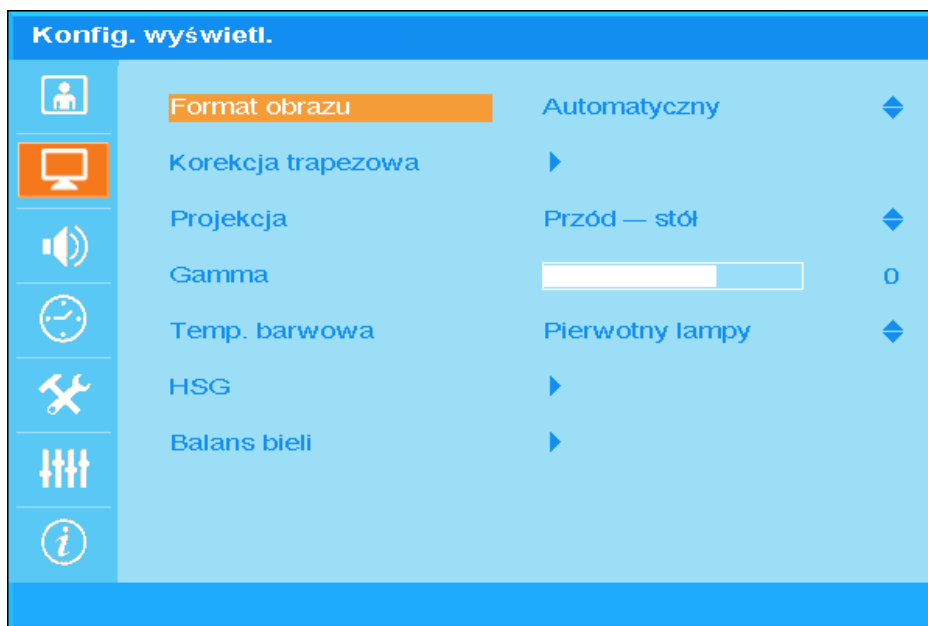 Konfig. wyświetl.
Format obrazu Automatyczny
Korekcja trapezowa
Projekcja Przód — stół
Gamma 0
Temp. barwowa Pierwotny lampy
HSG
Balans bieli